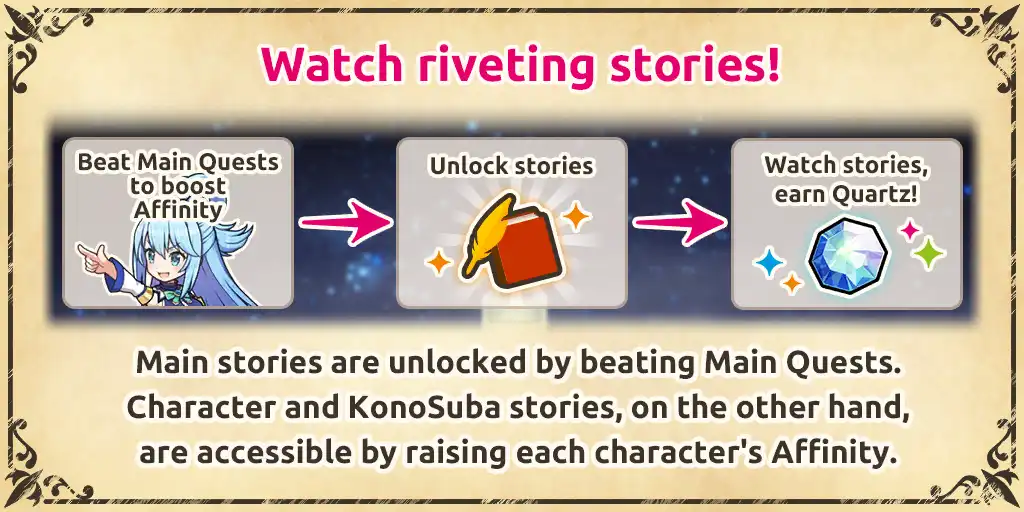 Watch riveting stories!
Beat Main Quests
to boost
Affinity
Unlock stories
Watch stories,
earn Quartz!
Main stories are unlocked by beating Main Quests.
Character and KonoSuba stories, on the other hand,
are accessible by raising each character's Affinity.